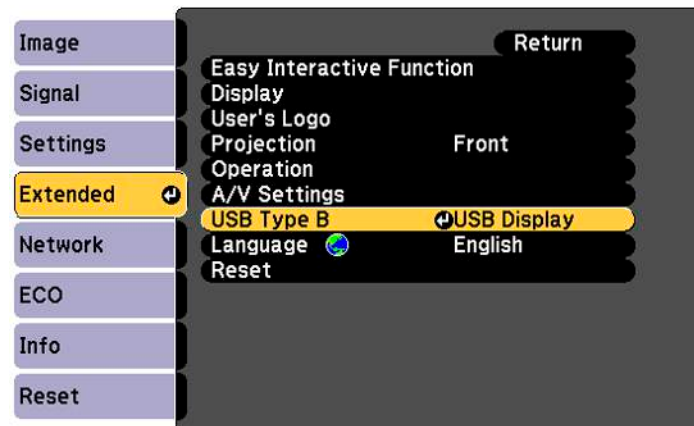 Image
Signal
Settings
Extended
Network
ECO
Info
Reset
Return
Easy Interactive Function
Display
User's Logo
Projection Front
Operation
A/V Settings
USB Type B USB Display
Language English
Reset